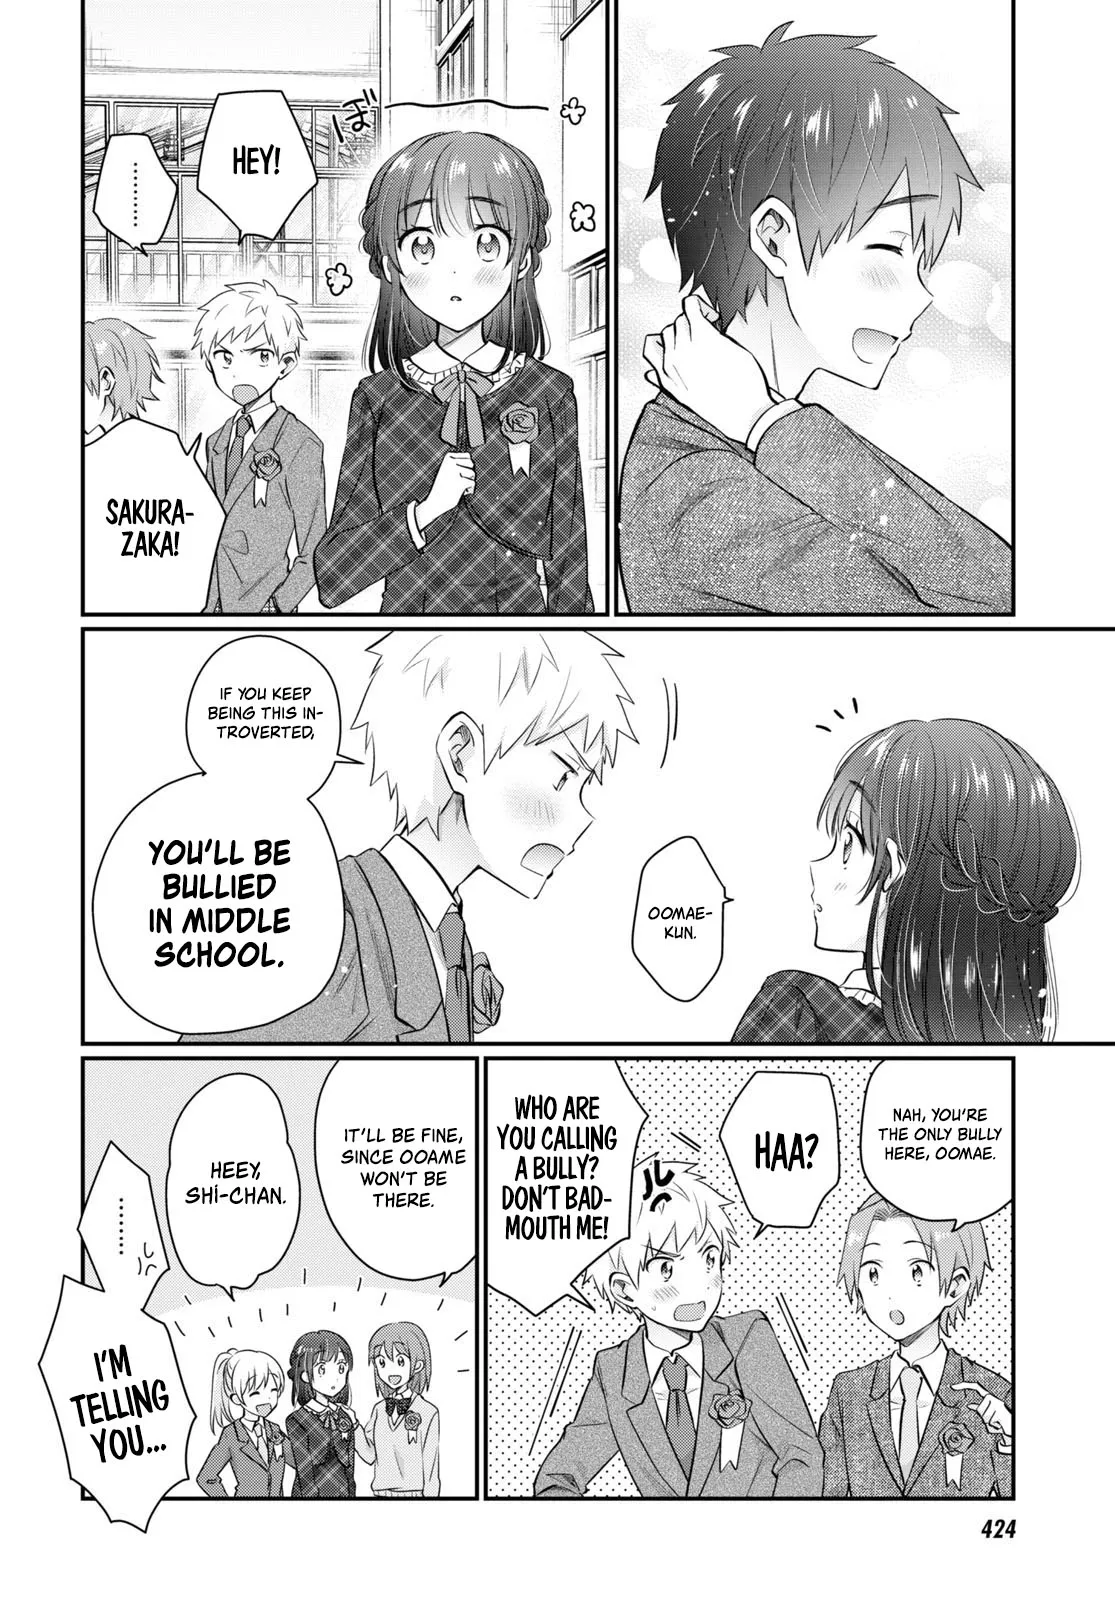 HEY!
ぼ
………
SAKURA-
ZAKA!
OOMAE-
KUN.
IF YOU KEEP
BEING THIS IN-
TROVERTED,
YOU'LL BE
BULLIED
IN MIDDLE
SCHOOL.
NAH, YOU'RE
THE ONLY BULLY
HERE, OOMAE.
HAA?
WHO ARE
YOU CALLING
A BULLY?
DON'T BAD-
MOUTH ME!
IT'LL BE FINE,
SINCE OOAME
WON'T BE
THERE.
HEEY,
SHÍ-CHAN.
………
I'M
TELLING
YOU...
424